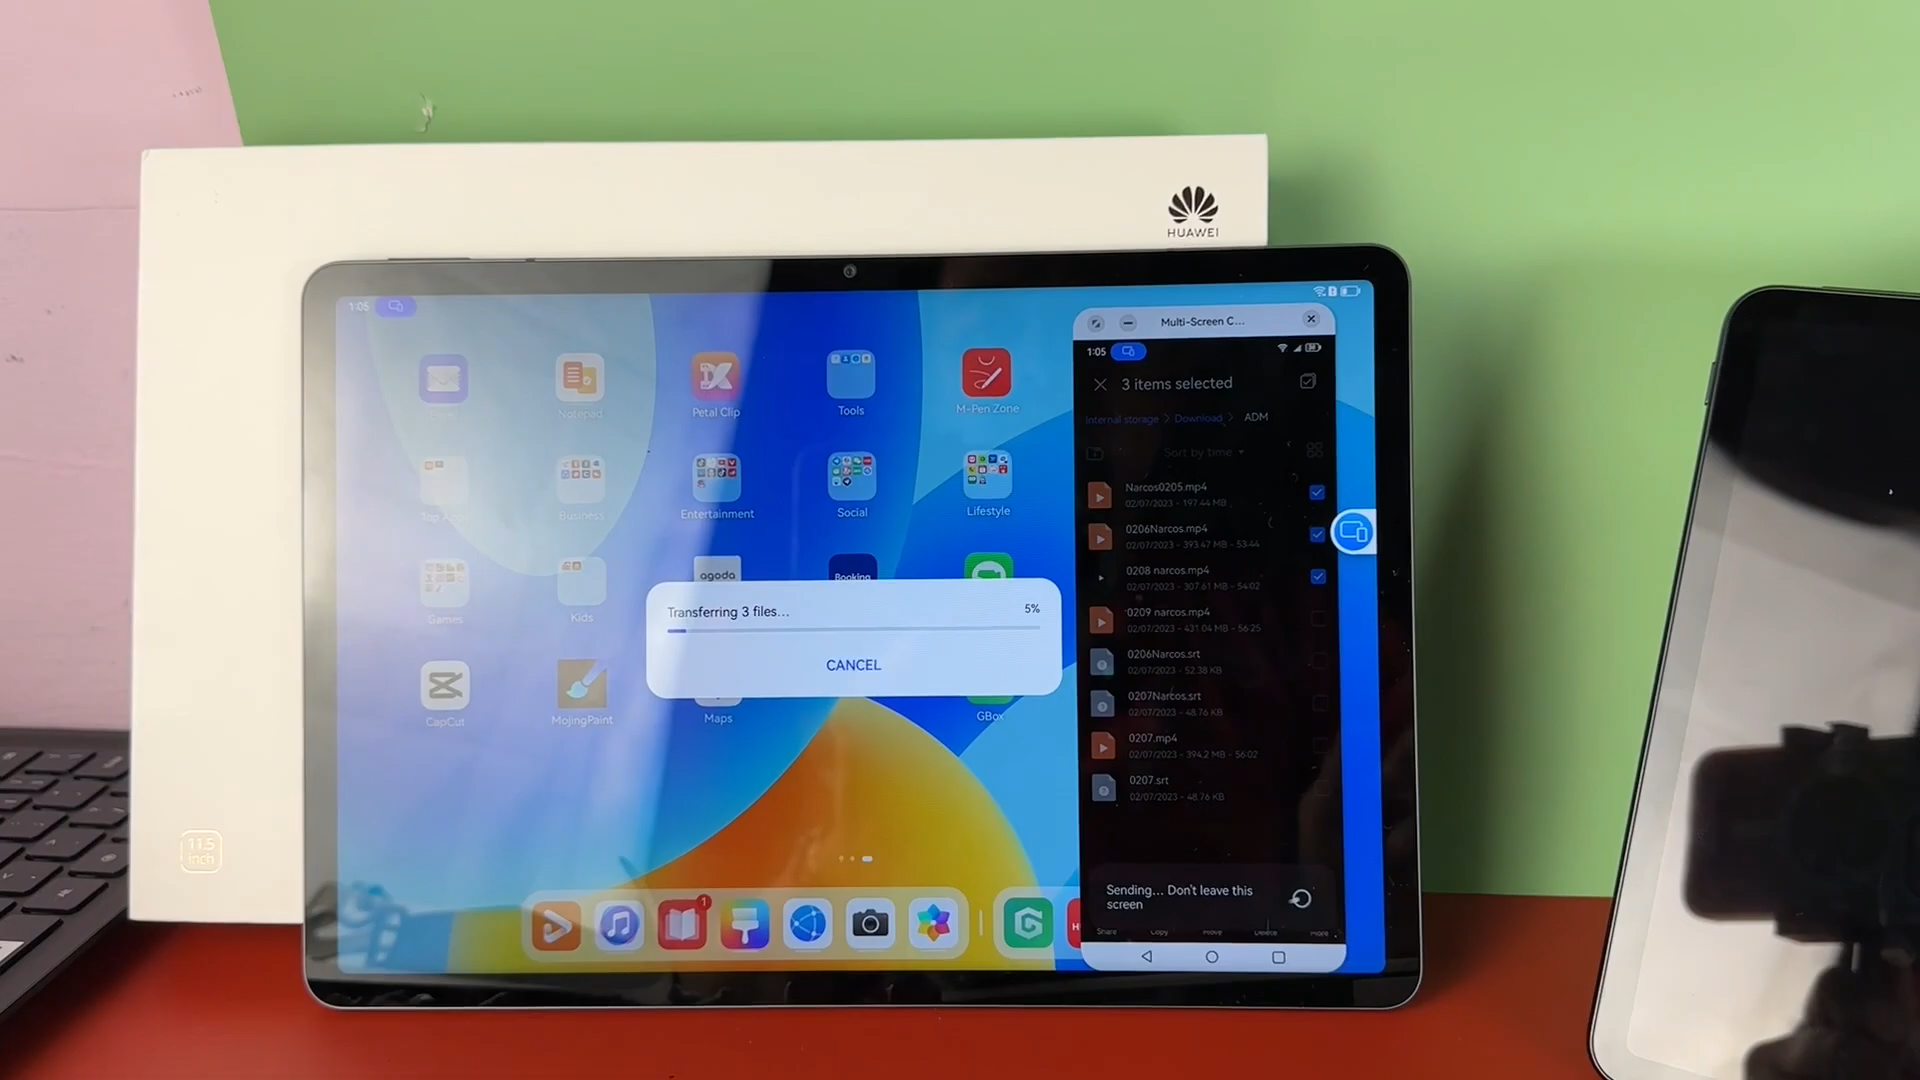 HUAWEI
1:05
Email
Notepad
Petal Clip
Tools
M-Pen Zone
Business
Entertainment
Social
Lifestyle
Games
Kids
agoda
Booking
CapCut
MojingPaint
Maps
GBox
Transferring 3 files...
5%
CANCEL
1
Multi-Screen C...
1:05
3 items selected
Internal storage > Download > ADM
Sort by time
Narcos0205.mp4
02/07/2023 - 197.44 MB
0206Narcos.mp4
02/07/2023 - 393.47 MB - 53:44
0208 narcos.mp4
02/07/2023 - 307.61 MB - 54:02
0209 narcos.mp4
02/07/2023 - 431.04 MB - 56:25
0206Narcos.srt
02/07/2023 - 52.38 KB
0207Narcos.srt
02/07/2023 - 48.76 KB
0207.mp4
02/07/2023 - 394.2 MB - 56:02
0207.srt
02/07/2023 - 48.76 KB
Sending... Don't leave this
screen
Share
Copy
Move
Delete
More
11.5
inch